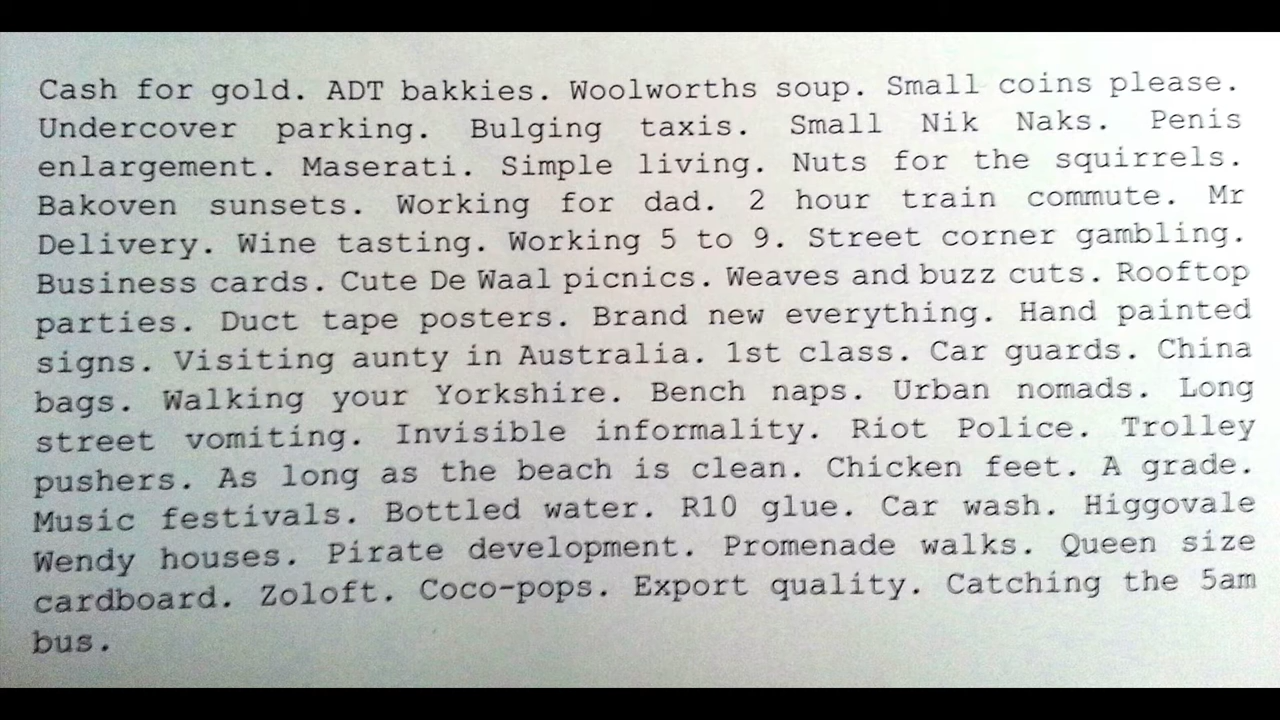 Cash for gold. ADT bakkies. Woolworths soup. Small coins please.
Undercover parking. Bulging taxis. Small Nik Naks. Penis
enlargement. Maserati. Simple living. Nuts for the squirrels.
Bakoven sunsets. Working for dad. 2 hour train commute. Mr
Delivery. Wine tasting. Working 5 to 9. Street corner gambling.
Business cards. Cute De Waal picnics. Weaves and buzz cuts. Rooftop
parties. Duct tape posters. Brand new everything. Hand painted
signs. Visiting aunty in Australia. 1st class. Car guards. China
bags. Walking your Yorkshire. Bench naps. Urban nomads. Long
street vomiting. Invisible informality. Riot Police. Trolley
pushers. As long as the beach is clean. Chicken feet. A grade.
Music festivals. Bottled water. R10 glue. Car wash. Higgovale
Wendy houses. Pirate development. Promenade walks. Queen size
cardboard. Zoloft. Coco-pops. Export quality. Catching the 5am
bus.